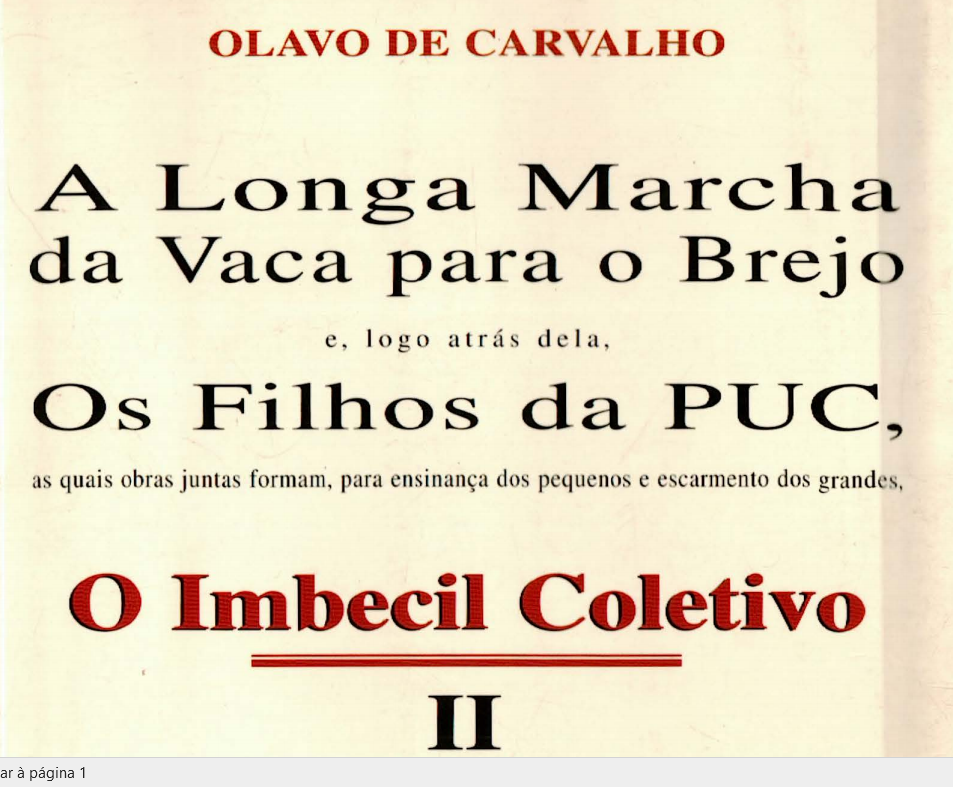 OLAVO DE CARVALHO
A Longa Marcha
da Vaca para o Brejo
e, logo atrás dela,
Os Filhos da PUC,
as quais obras juntas formam, para ensinança dos pequenos e escarmento dos grandes,
O Imbecil Coletivo
II
ar à página 1